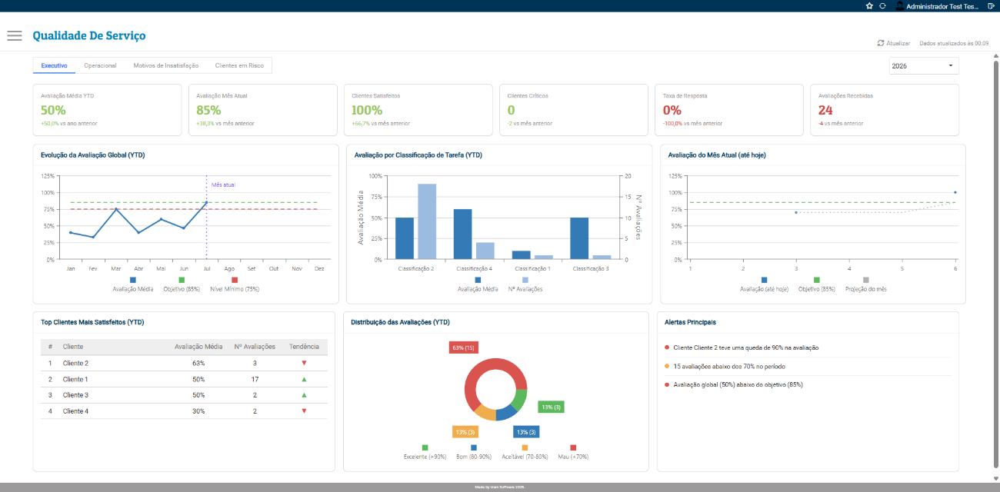 Administrador Test Tes...
Qualidade De Serviço
Atualizar Dados atualizados às 00:09
Executivo Operacional Motivos de Insatisfação Clientes em Risco
2026
Avaliação Média YTD
50%
+50,0% vs ano anterior
Avaliação Mês Atual
85%
+38,3% vs mês anterior
Clientes Satisfeitos
100%
+66,7% vs mês anterior
Clientes Críticos
0
-2 vs mês anterior
Taxa de Resposta
0%
-100,0% vs mês anterior
Avaliações Recebidas
24
-4 vs mês anterior
Evolução da Avaliação Global (YTD)
125%
100%
75%
50%
25%
0%
Mês atual
Jan Fev Mar Abr Mai Jun Jul Ago Set Out Nov Dez
Avaliação Média Objetivo (85%) Nível Mínimo (75%)
Avaliação por Classificação de Tarefa (YTD)
Avaliação Média
100%
75%
50%
25%
0%
20
15
10
5
0
Nº Avaliações
Classificação 2 Classificação 4 Classificação 1 Classificação 3
Avaliação Média Nº Avaliações
Avaliação do Mês Atual (até hoje)
125%
100%
75%
50%
25%
0%
1 2 3 4 5 6
Avaliação (até hoje) Objetivo (85%) Projeção do mês
Top Clientes Mais Satisfeitos (YTD)
# Cliente Avaliação Média Nº Avaliações Tendência
1 Cliente 2 63% 3
2 Cliente 1 50% 17
3 Cliente 3 50% 2
4 Cliente 4 30% 2
Distribuição das Avaliações (YTD)
63% (15)
13% (3)
13% (3)
13% (3)
Excelente (>90%) Bom (80-90%) Aceitável (70-80%) Mau (<70%)
Alertas Principais
Cliente Cliente 2 teve uma queda de 90% na avaliação
15 avaliações abaixo dos 70% no período
Avaliação global (50%) abaixo do objetivo (85%)